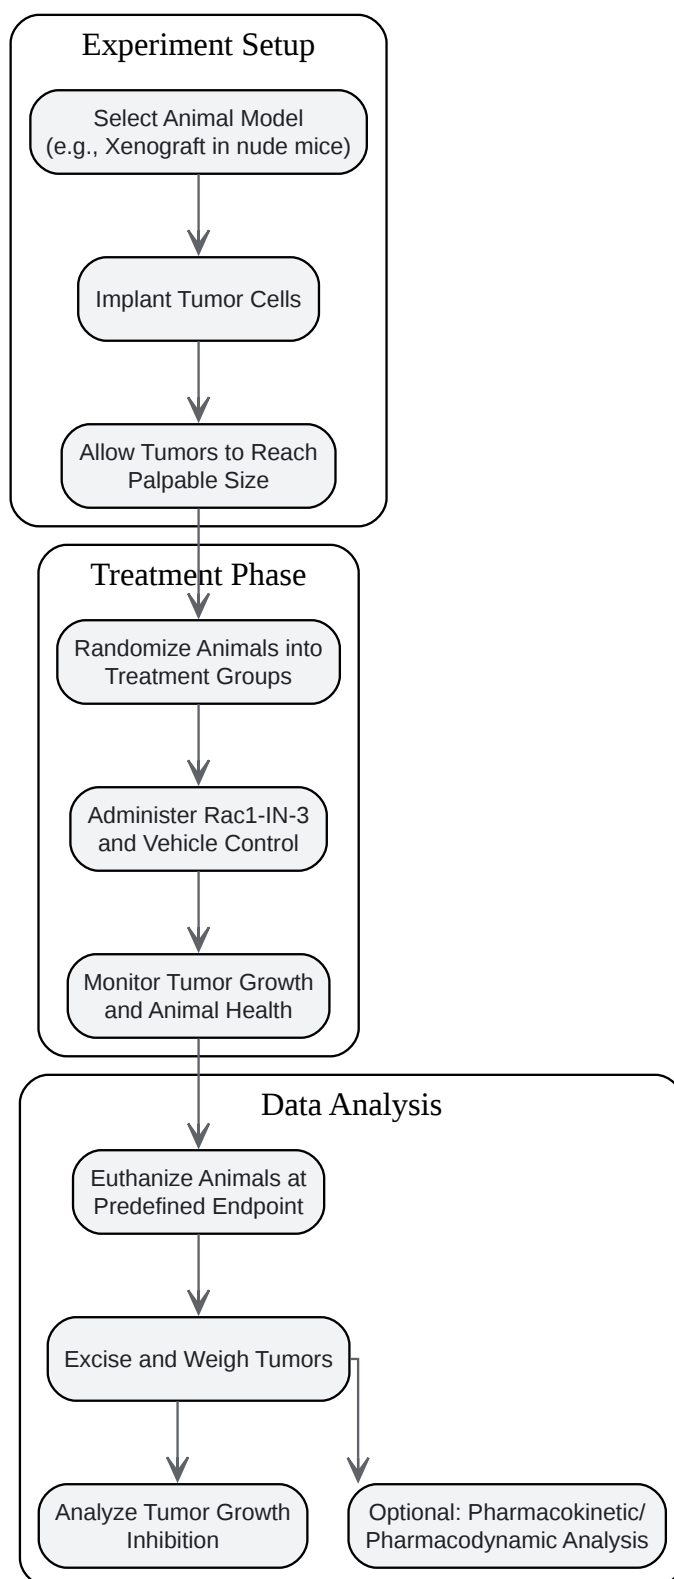 Experiment Setup
Select Animal Model
(e.g., Xenograft in nude mice)
Implant Tumor Cells
Allow Tumors to Reach
Palpable Size
Treatment Phase
Randomize Animals into
Treatment Groups
Administer Rac1-IN-3
and Vehicle Control
Monitor Tumor Growth
and Animal Health
Data Analysis
Euthanize Animals at
Predefined Endpoint
Excise and Weigh Tumors
Analyze Tumor Growth
Inhibition
Optional: Pharmacokinetic/
Pharmacodynamic Analysis